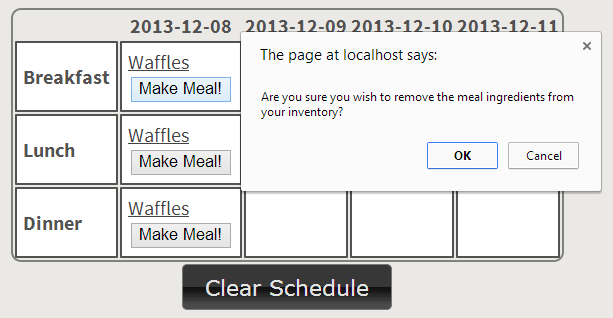 2013-12-08 2013-12-09 2013-12-10 2013-12-11
The page at localhost says:
Are you sure you wish to remove the meal ingredients from
your inventory?
OK Cancel
Breakfast
Waffles
Make Meal!
Lunch
Waffles
Make Meal!
Dinner
Waffles
Make Meal!
Clear Schedule